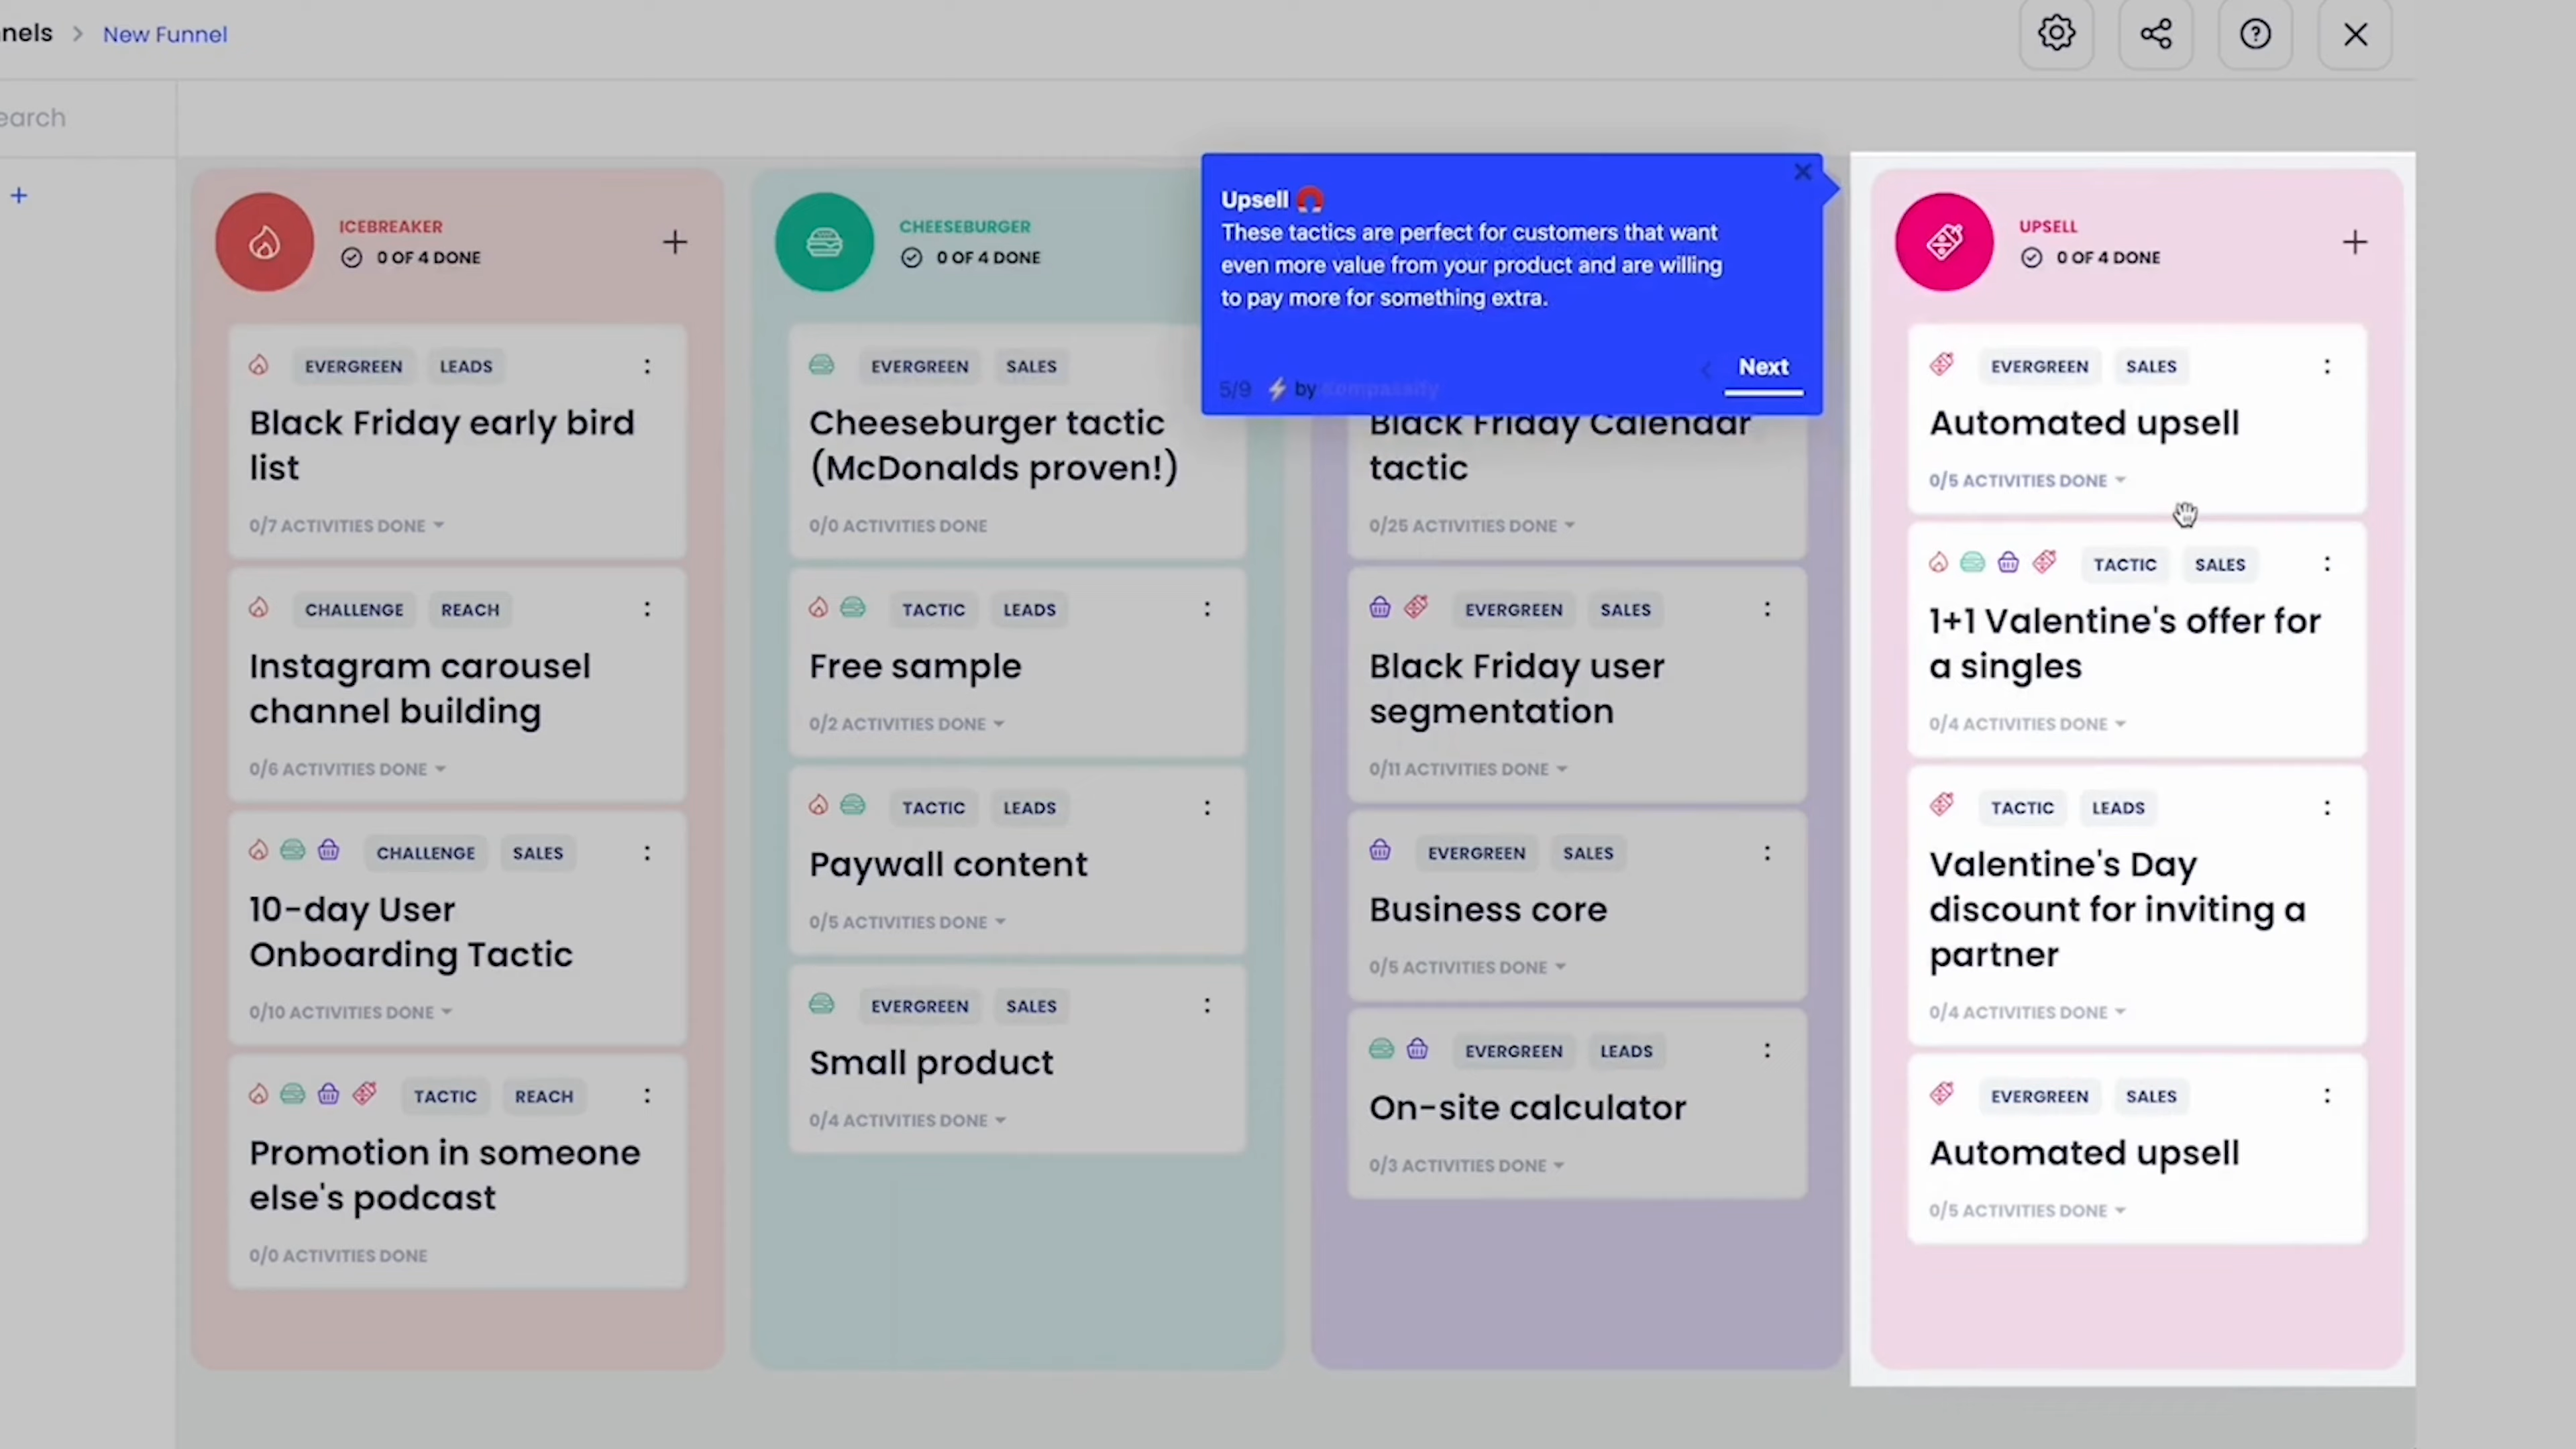 nels > New Funnel
earch
+
ICEBREAKER
0 OF 4 DONE
EVERGREEN LEADS
Black Friday early bird
list
0/7 ACTIVITIES DONE
CHALLENGE REACH
Instagram carousel
channel building
0/6 ACTIVITIES DONE
CHALLENGE SALES
10-day User
Onboarding Tactic
0/10 ACTIVITIES DONE
TACTIC REACH
Promotion in someone
else's podcast
0/0 ACTIVITIES DONE
CHEESEBURGER
0 OF 4 DONE
EVERGREEN SALES
Cheeseburger tactic
(McDonalds proven!)
0/0 ACTIVITIES DONE
TACTIC LEADS
Free sample
0/2 ACTIVITIES DONE
TACTIC LEADS
Paywall content
0/5 ACTIVITIES DONE
EVERGREEN SALES
Small product
0/4 ACTIVITIES DONE
Upsell
These tactics are perfect for customers that want
even more value from your product and are willing
to pay more for something extra.
Next
5/9 by Kompassify
Black Friday Calendar
tactic
0/25 ACTIVITIES DONE
EVERGREEN SALES
Black Friday user
segmentation
0/11 ACTIVITIES DONE
EVERGREEN SALES
Business core
0/5 ACTIVITIES DONE
EVERGREEN LEADS
On-site calculator
0/3 ACTIVITIES DONE
UPSELL
0 OF 4 DONE
EVERGREEN SALES
Automated upsell
0/5 ACTIVITIES DONE
TACTIC SALES
1+1 Valentine's offer for
a singles
0/4 ACTIVITIES DONE
TACTIC LEADS
Valentine's Day
discount for inviting a
partner
0/4 ACTIVITIES DONE
EVERGREEN SALES
Automated upsell
0/5 ACTIVITIES DONE